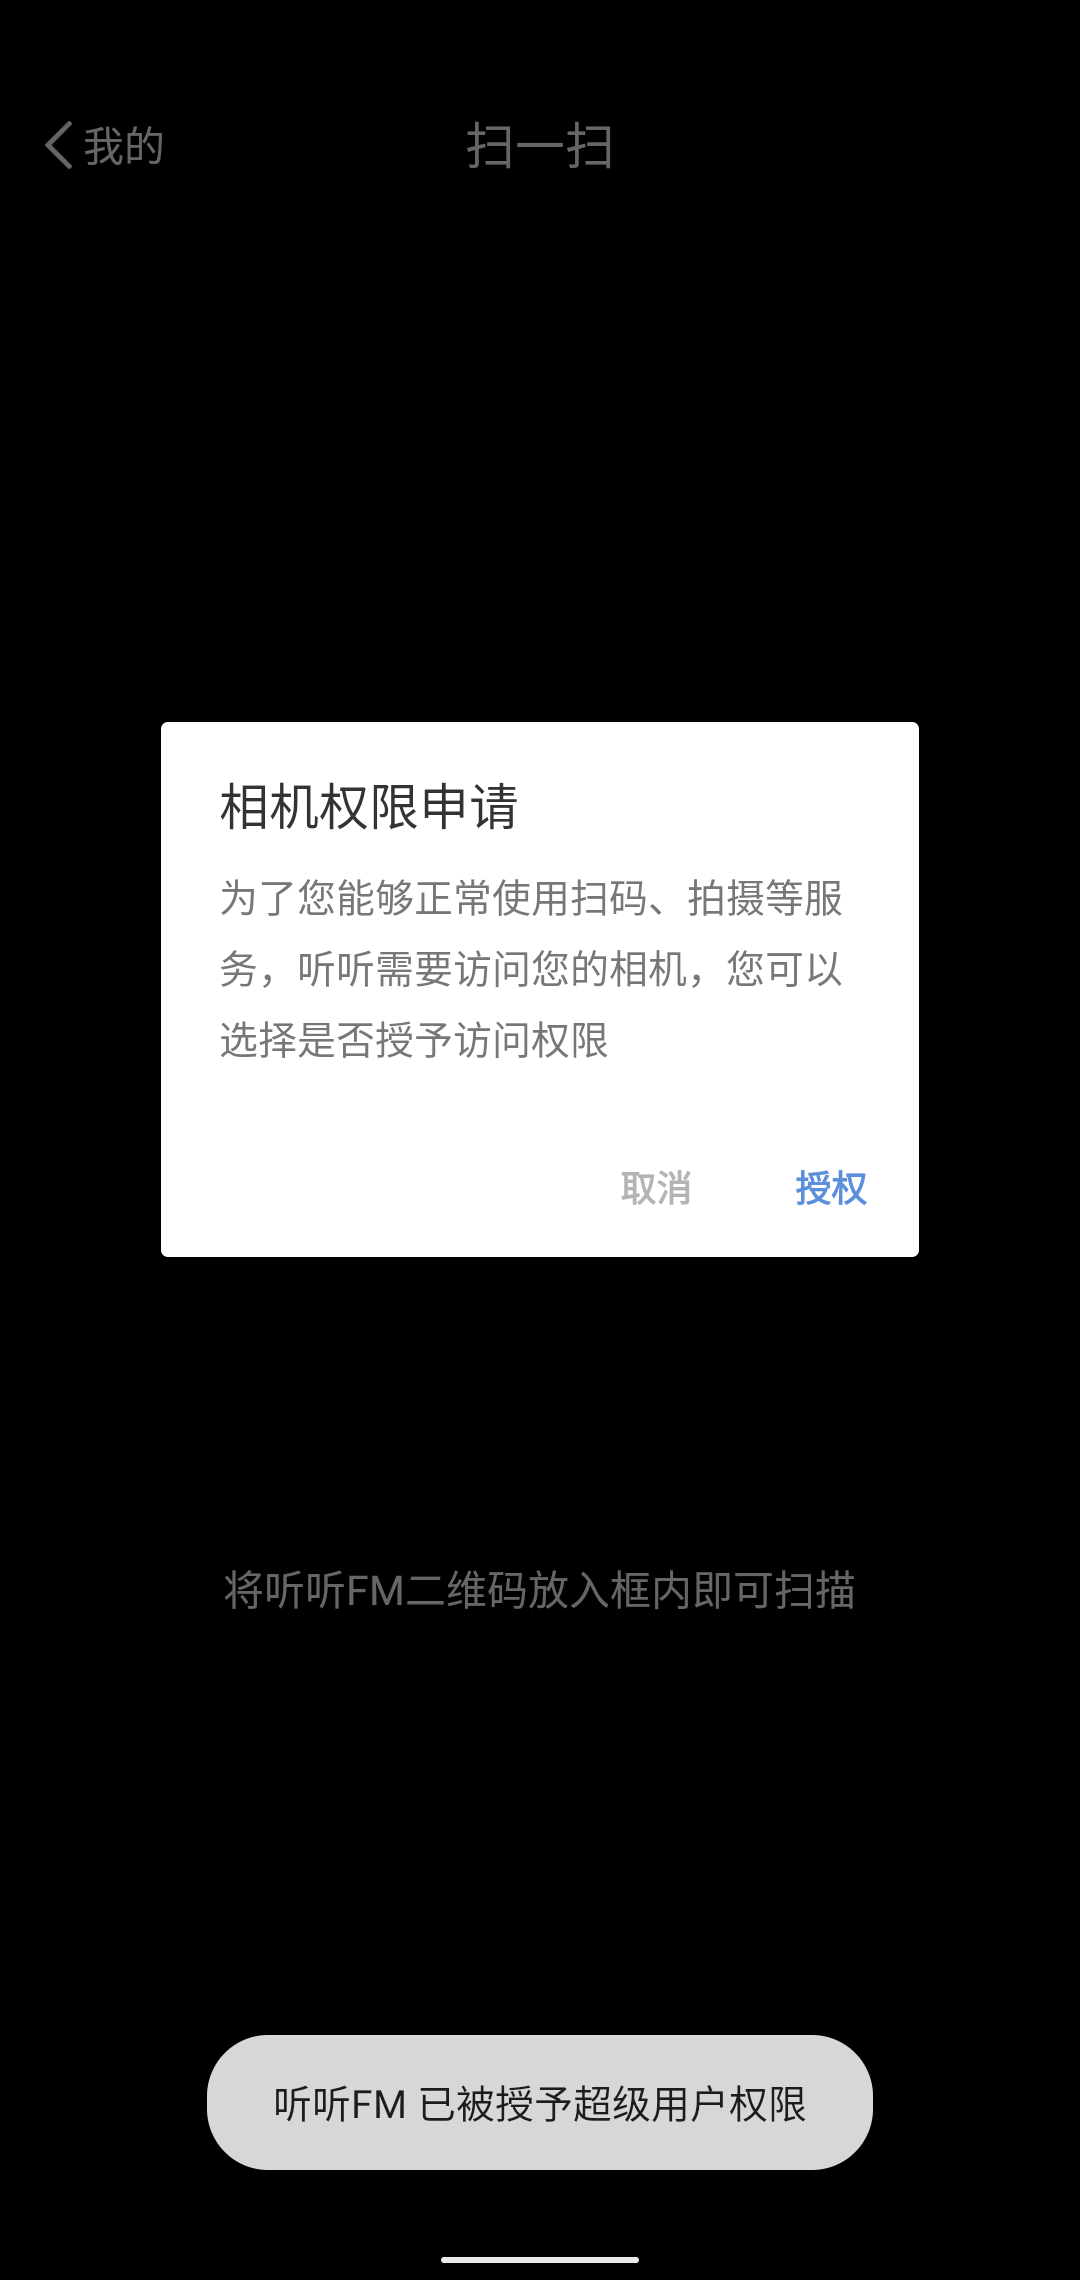 我的
扫一扫
相机权限申请
为了您能够正常使用扫码、拍摄等服
务，听听需要访问您的相机，您可以
选择是否授予访问权限
取消
授权
将听听FM二维码放入框内即可扫描
听听FM 已被授予超级用户权限